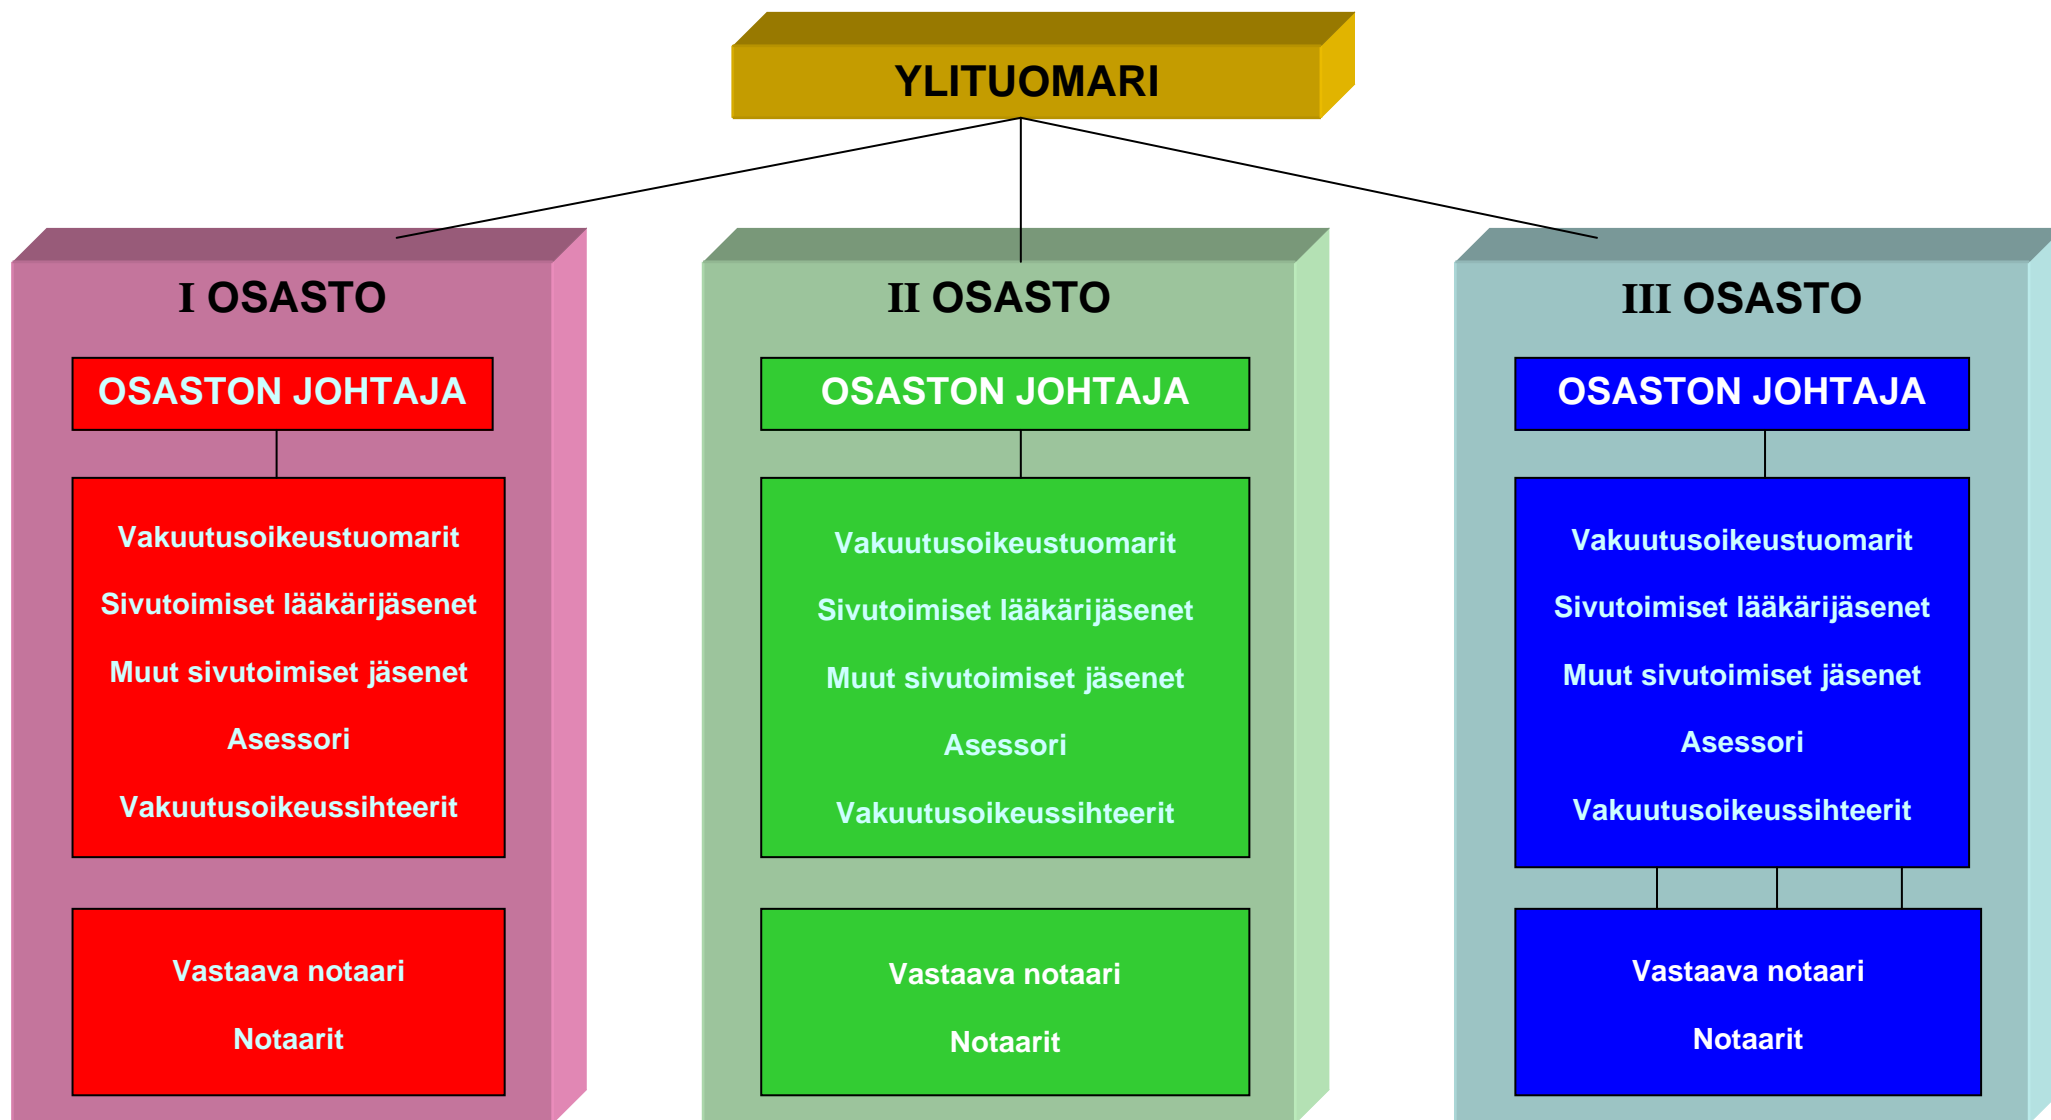 YLITUOMARI
I OSASTO
OSASTON JOHTAJA
Vakuutusoikeustuomarit
Sivutoimiset lääkärijäsenet
Muut sivutoimiset jäsenet
Asessori
Vakuutusoikeussihteerit
Vastaava notaari
Notaarit
II OSASTO
OSASTON JOHTAJA
Vakuutusoikeustuomarit
Sivutoimiset lääkärijäsenet
Muut sivutoimiset jäsenet
Asessori
Vakuutusoikeussihteerit
Vastaava notaari
Notaarit
III OSASTO
OSASTON JOHTAJA
Vakuutusoikeustuomarit
Sivutoimiset lääkärijäsenet
Muut sivutoimiset jäsenet
Asessori
Vakuutusoikeussihteerit
Vastaava notaari
Notaarit